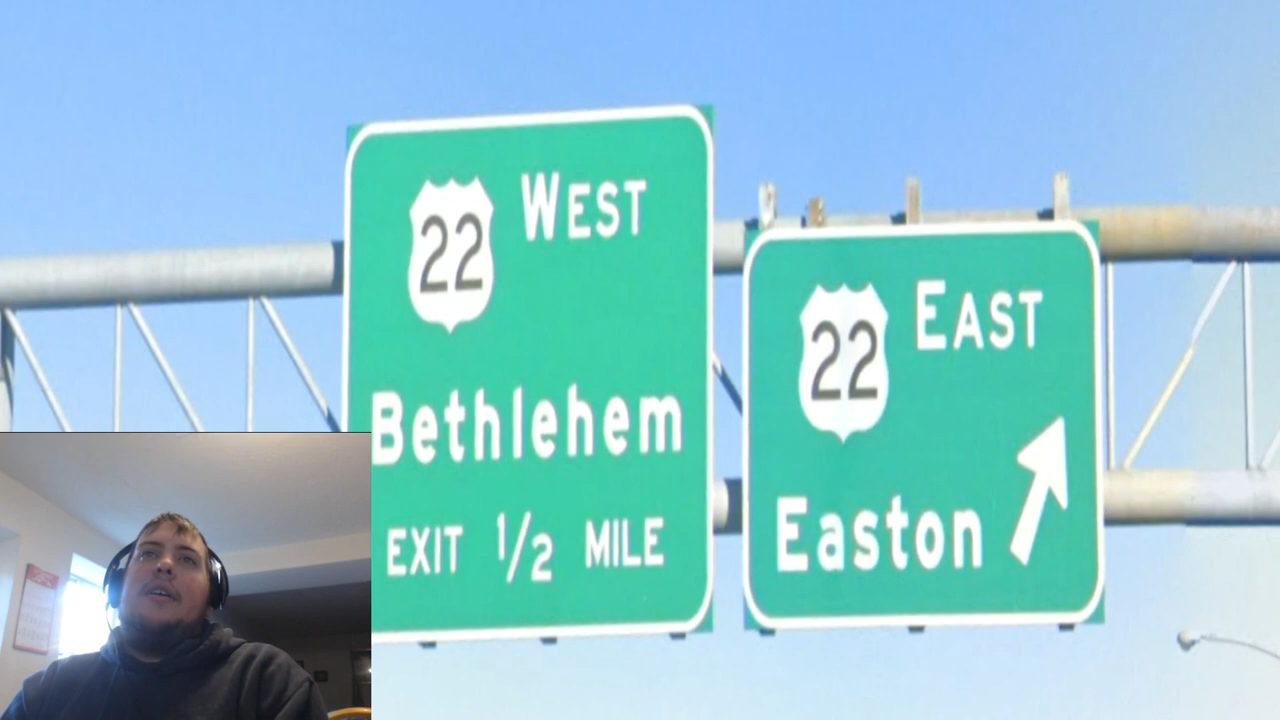 22 WEST
Bethlehem
EXIT 1/2 MILE
22 EAST
Easton